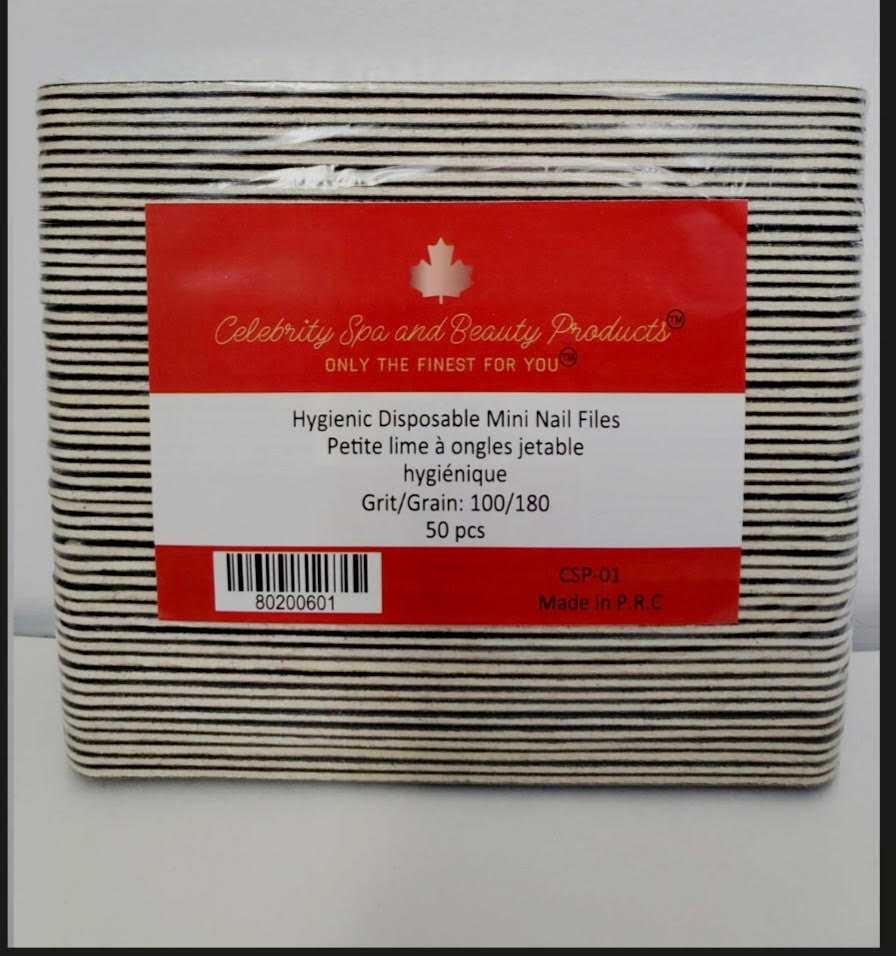 Celebrity Spa and Beauty Products™
ONLY THE FINEST FOR YOU™
Hygienic Disposable Mini Nail Files
Petite lime à ongles jetable
hygiénique
Grit/Grain: 100/180
50 pcs
80200601
CSP-01
Made in P.R.C